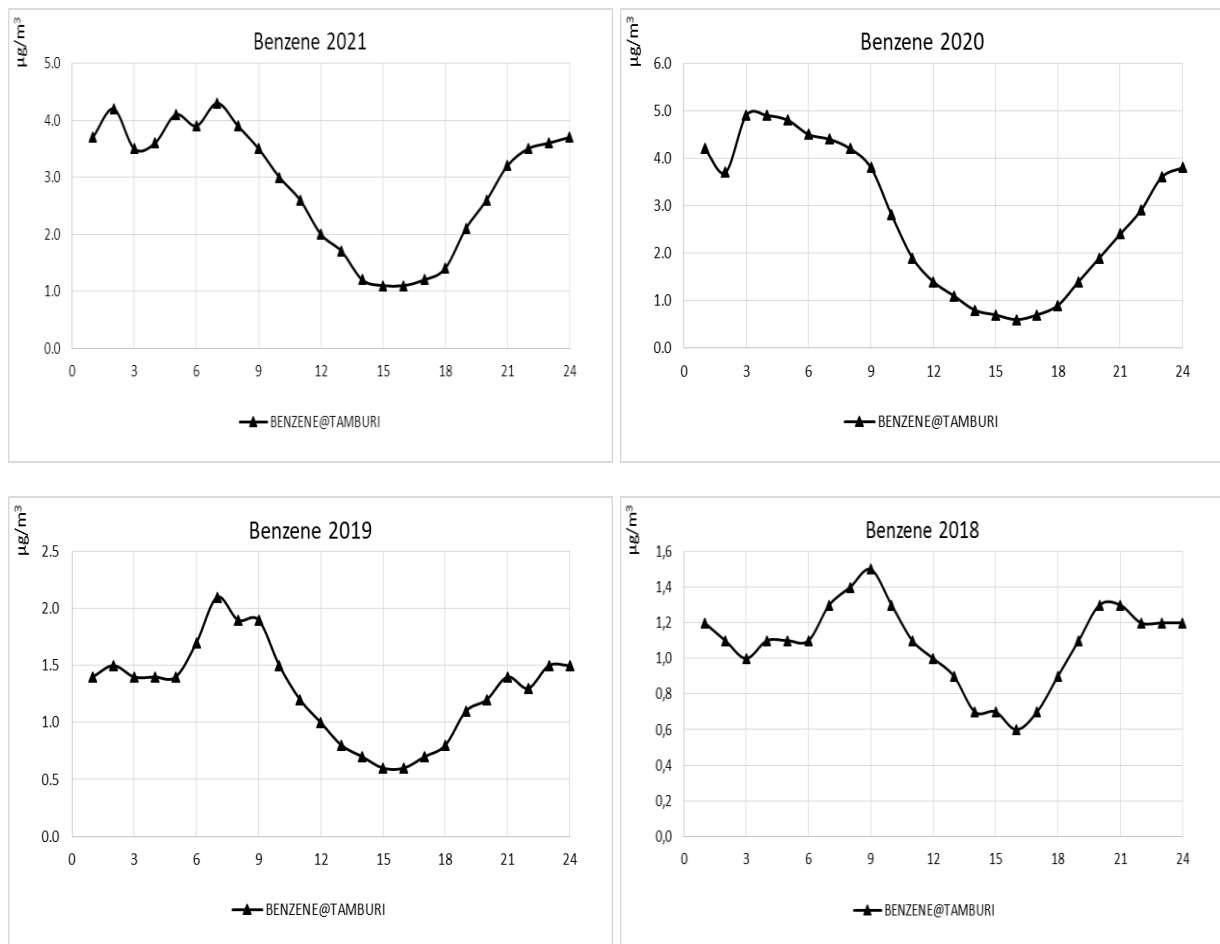 µg/m³
Benzene 2021
5.0
4.0
3.0
2.0
1.0
0.0
0 3 6 9 12 15 18 21 24
BENZENE@TAMBURI
µg/m³
Benzene 2020
6.0
5.0
4.0
3.0
2.0
1.0
0.0
0 3 6 9 12 15 18 21 24
BENZENE@TAMBURI
µg/m³
Benzene 2019
2.5
2.0
1.5
1.0
0.5
0.0
0 3 6 9 12 15 18 21 24
BENZENE@TAMBURI
µg/m³
Benzene 2018
1,6
1,4
1,2
1,0
0,8
0,6
0,4
0,2
0,0
0 3 6 9 12 15 18 21 24
BENZENE@TAMBURI